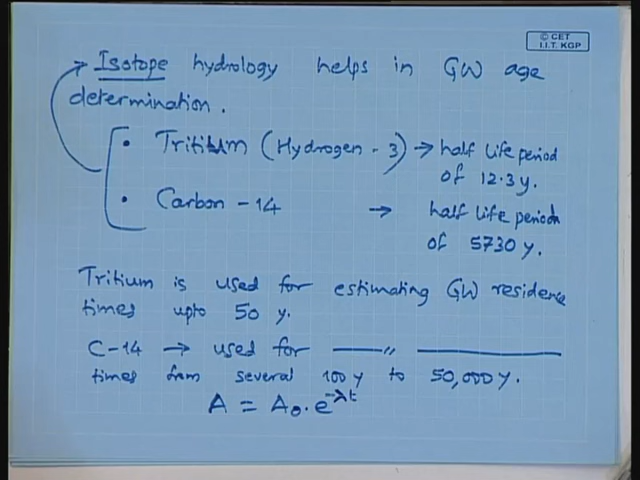 © CET
I.I.T. KGP
Isotope hydrology helps in GW age
determination.
• Tritium (Hydrogen - 3) → half life period
of 12.3 y.
• Carbon - 14 → half life period
of 5730 y.
Tritium is used for estimating GW residence
times upto 50 y.
C-14 → used for —— " ——
times from several 100 y to 50,000 y.
A = A₀ . e^-λt